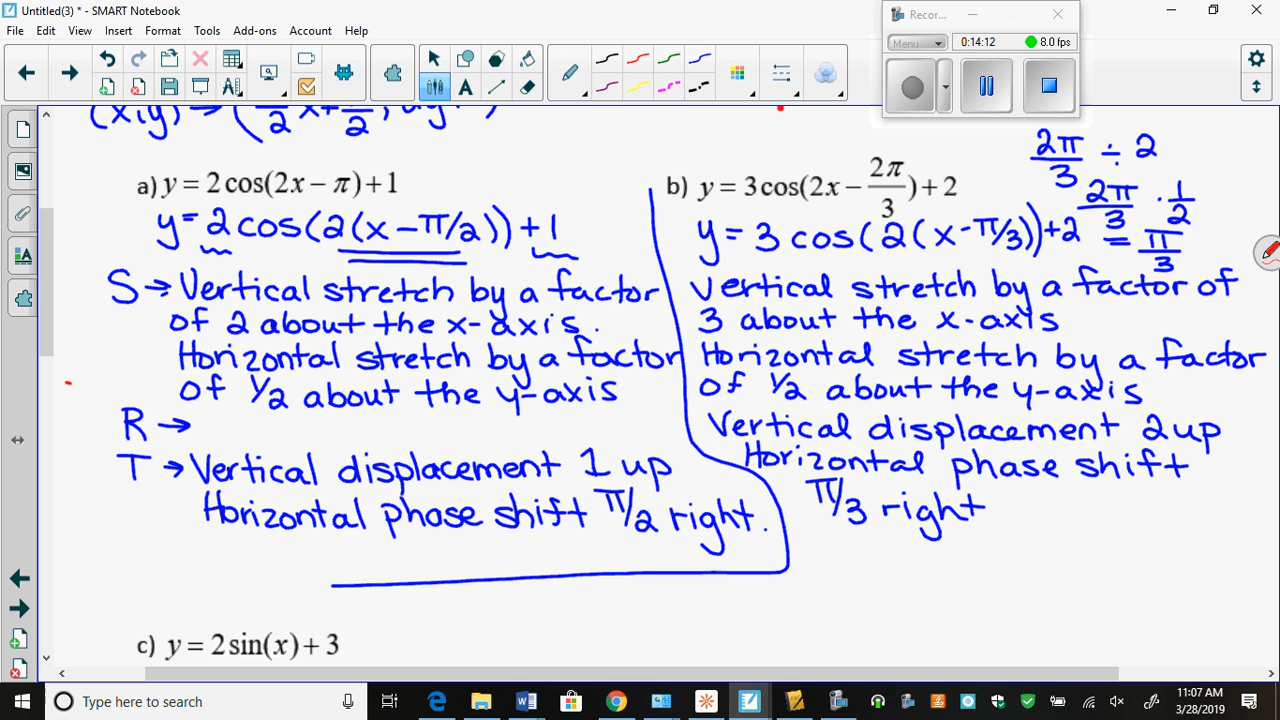 Untitled(3) * - SMART Notebook
File Edit View Insert Format Tools Add-ons Account Help
Recor...
Menu
0:14:12
8.0 fps
(x,y) → (1/2 x + π/2,
a) y = 2cos(2x − π) + 1
y = 2 cos(2(x − π/2)) + 1
S → Vertical stretch by a factor
of 2 about the x-axis.
Horizontal stretch by a factor
of 1/2 about the y-axis
R →
T → Vertical displacement 1 up
Horizontal phase shift π/2 right.
b) y = 3cos(2x − 2π/3) + 2
2π/3 ÷ 2
2π/3 · 1/2
= π/3
y = 3 cos(2(x − π/3)) + 2
Vertical stretch by a factor of
3 about the x-axis
Horizontal stretch by a factor
of 1/2 about the y-axis
Vertical displacement 2 up
Horizontal phase shift
π/3 right
c) y = 2sin(x) + 3
Type here to search
11:07 AM
3/28/2019